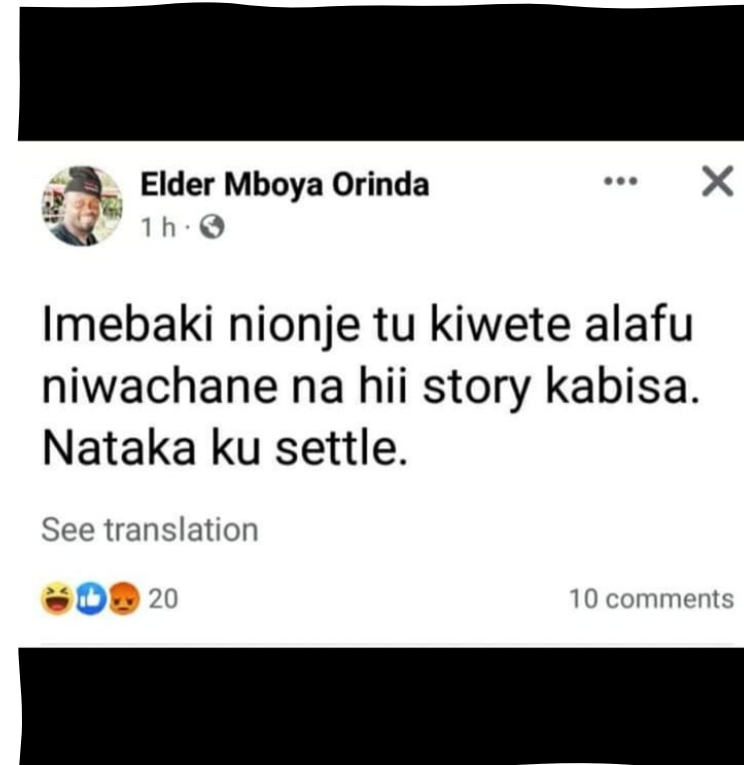 Elder Mboya Orinda
1 h ·
Imebaki nionje tu kiwete alafu
niwachane na hii story kabisa.
Nataka ku settle.
See translation
20
10 comments